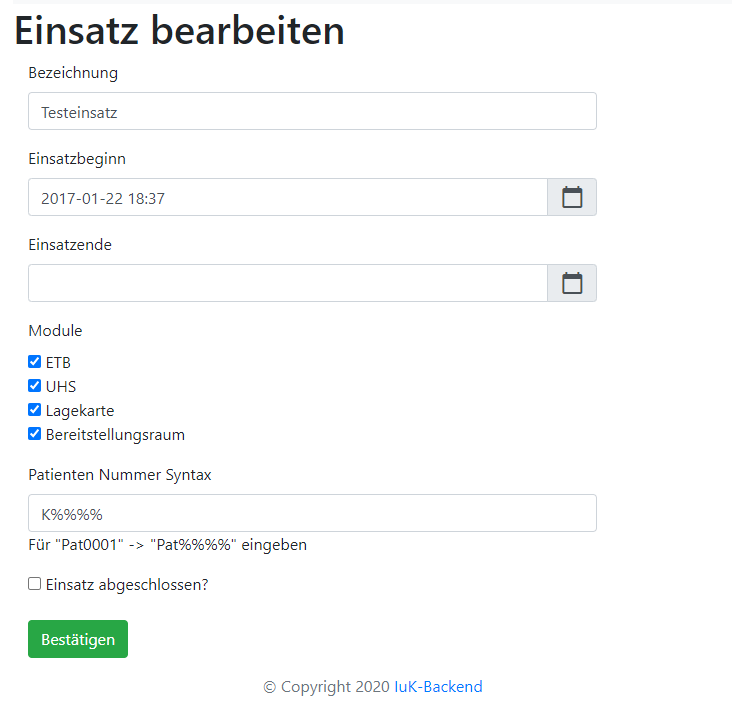 Einsatz bearbeiten
Bezeichnung
Testeinsatz
Einsatzbeginn
2017-01-22 18:37
Einsatzende
Module
ETB
UHS
Lagekarte
Bereitstellungsraum
Patienten Nummer Syntax
K%%%%
Für "Pat0001" -> "Pat%%%%" eingeben
Einsatz abgeschlossen?
Bestätigen
© Copyright 2020 IuK-Backend